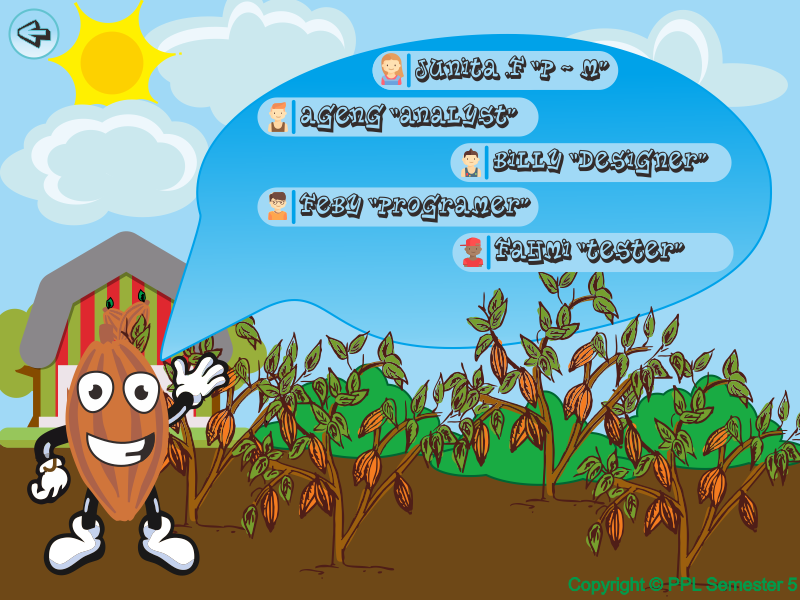 Junita .F "P - M"
Ageng "Analyst"
Billy "Designer"
Feby "Programer"
Fahmi "Tester"
Copyright © PPL Semester 5